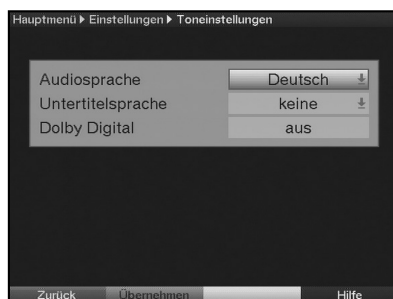 Hauptmenü ▶ Einstellungen ▶ Toneinstellungen
Audiosprache Deutsch
Untertitelsprache keine
Dolby Digital aus
Zurück Übernehmen Hilfe